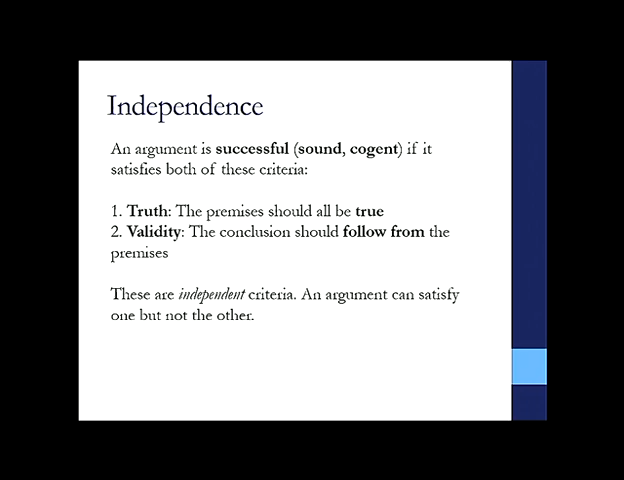 Independence
An argument is successful (sound, cogent) if it
satisfies both of these criteria:
1. Truth: The premises should all be true
2. Validity: The conclusion should follow from the
premises
These are independent criteria. An argument can satisfy
one but not the other.